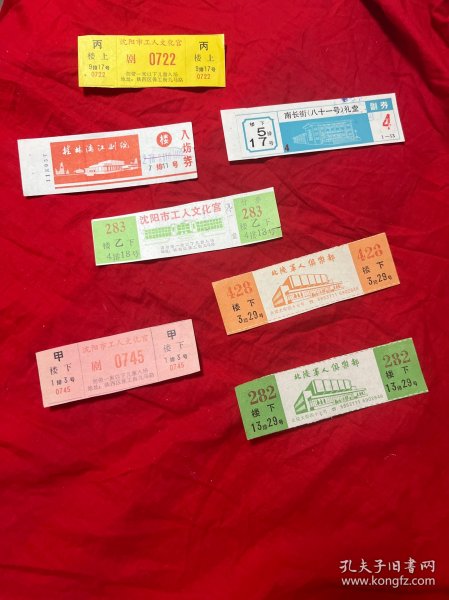 丙
楼上
9排17号
0722
沈阳市工人文化宫
剧 0722
丙
楼上
9排17号
0722
桂林漓江剧院
楼
入场券
7排11号
楼下
5排
17号
4
南长街(八十一号)礼堂
副券
4
283
楼乙下
4排18号
沈阳市工人文化宫
283
楼乙下
4排18号
428
楼下
3排29号
北陵军人俱乐部
428
楼下
3排29号
甲
楼下
1排3号
0745
沈阳市工人文化宫
剧 0745
甲
楼下
1排3号
0745
282
楼下
13排29号
北陵军人俱乐部
282
楼下
13排29号
孔夫子旧书网
www.kongfz.com